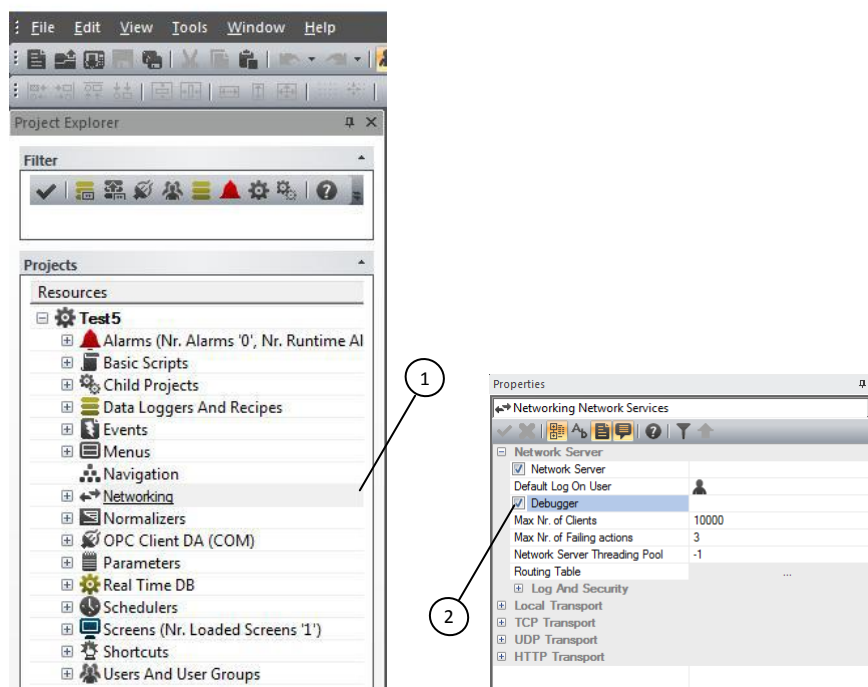 File Edit View Tools Window Help
Project Explorer
Filter
Projects
Resources
Test5
Alarms (Nr. Alarms '0', Nr. Runtime Al
Basic Scripts
Child Projects
Data Loggers And Recipes
Events
Menus
Navigation
Networking
Normalizers
OPC Client DA (COM)
Parameters
Real Time DB
Schedulers
Screens (Nr. Loaded Screens '1')
Shortcuts
Users And User Groups
1
Properties
Networking Network Services
Network Server
Network Server
Default Log On User
Debugger
Max Nr. of Clients 10000
Max Nr. of Failing actions 3
Network Server Threading Pool -1
Routing Table ...
Log And Security
Local Transport
TCP Transport
UDP Transport
HTTP Transport
2